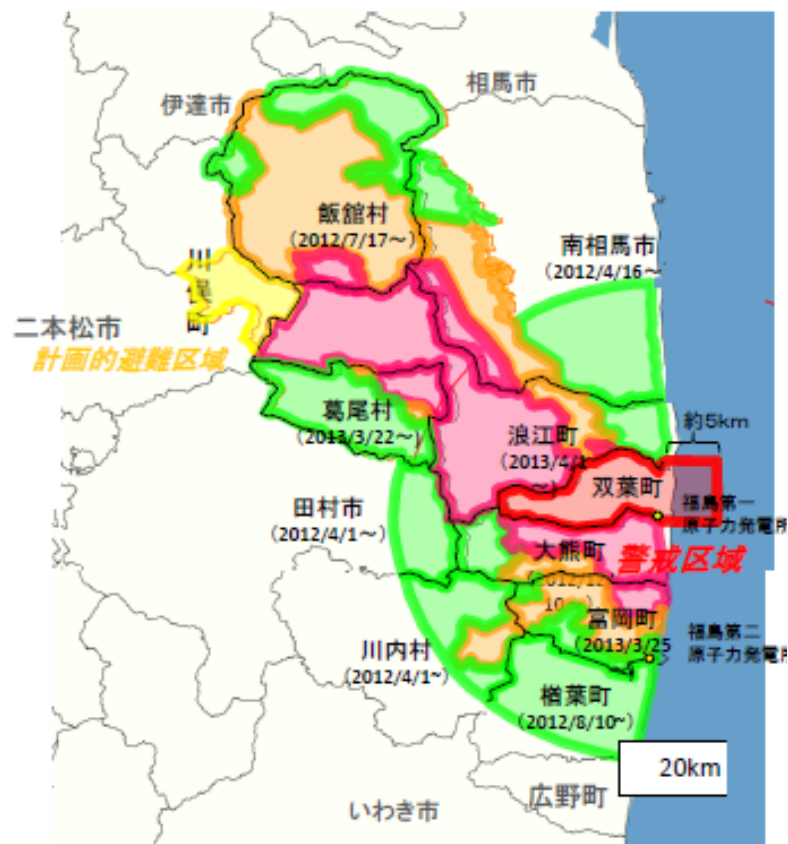 相馬市
伊達市
飯舘村
(2012/7/17～)
南相馬市
(2012/4/16～
川俣町
二本松市
計画的避難区域
葛尾村
(2013/3/22～)
約5km
浪江町
(2013/4/1
～)
双葉町
田村市
(2012/4/1～)
福島第一
原子力発電所
大熊町
警戒区域
富岡町
(2013/3/25
福島第二
原子力発電所
川内村
(2012/4/1~)
楢葉町
(2012/8/10~)
20km
広野町
いわき市